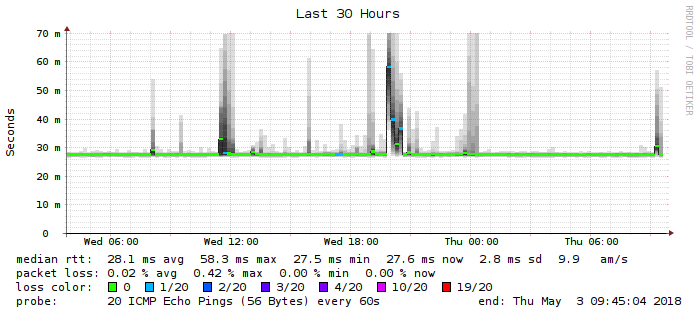 Last 30 Hours
RRDTOOL / TOBI OETIKER
Seconds
70 m
60 m
50 m
40 m
30 m
20 m
10 m
0
Wed 06:00 Wed 12:00 Wed 18:00 Thu 00:00 Thu 06:00
median rtt: 28.1 ms avg 58.3 ms max 27.5 ms min 27.6 ms now 2.8 ms sd 9.9 am/s
packet loss: 0.02 % avg 0.42 % max 0.00 % min 0.00 % now
loss color: 0 1/20 2/20 3/20 4/20 10/20 19/20
probe: 20 ICMP Echo Pings (56 Bytes) every 60s end: Thu May 3 09:45:04 2018